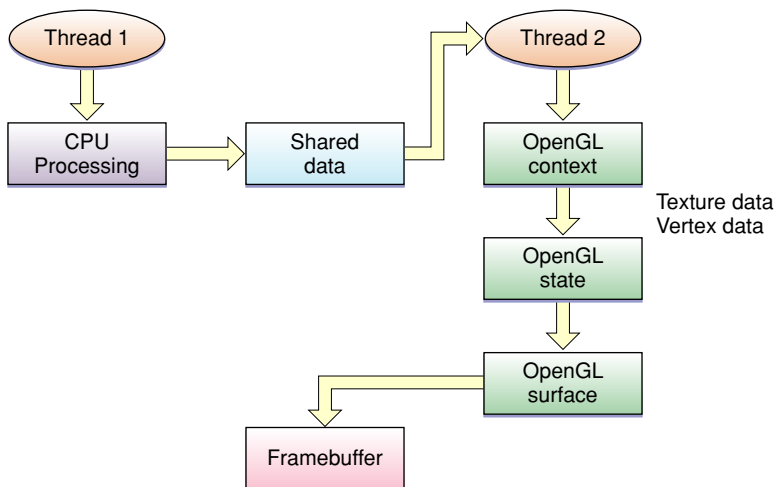 Thread 1
Thread 2
CPU
Processing
Shared
data
OpenGL
context
Texture data
Vertex data
OpenGL
state
OpenGL
surface
Framebuffer